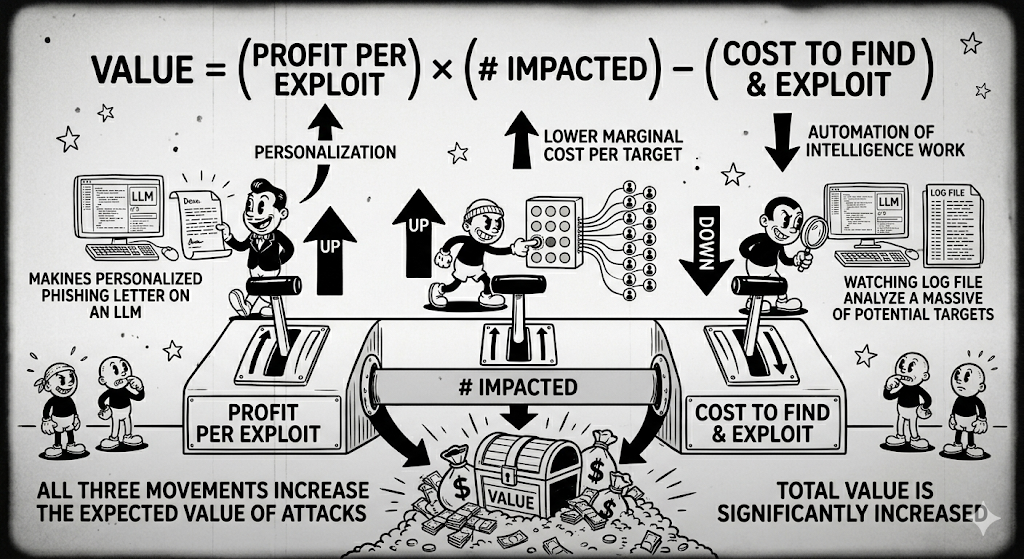 VALUE = (PROFIT PER EXPLOIT) × (# IMPACTED) − (COST TO FIND & EXPLOIT)
PERSONALIZATION
LOWER MARGINAL
COST PER TARGET
AUTOMATION OF
INTELLIGENCE WORK
LLM
Dear,
UP
UP
DOWN
LLM
LOG FILE
MAKINES PERSONALIZED
PHISHING LETTER ON
AN LLM
WATCHING LOG FILE
ANALYZE A MASSIVE
OF POTENTIAL TARGETS
# IMPACTED
PROFIT
PER EXPLOIT
COST TO FIND
& EXPLOIT
$
VALUE
$
$
ALL THREE MOVEMENTS INCREASE
THE EXPECTED VALUE OF ATTACKS
TOTAL VALUE IS
SIGNIFICANTLY INCREASED